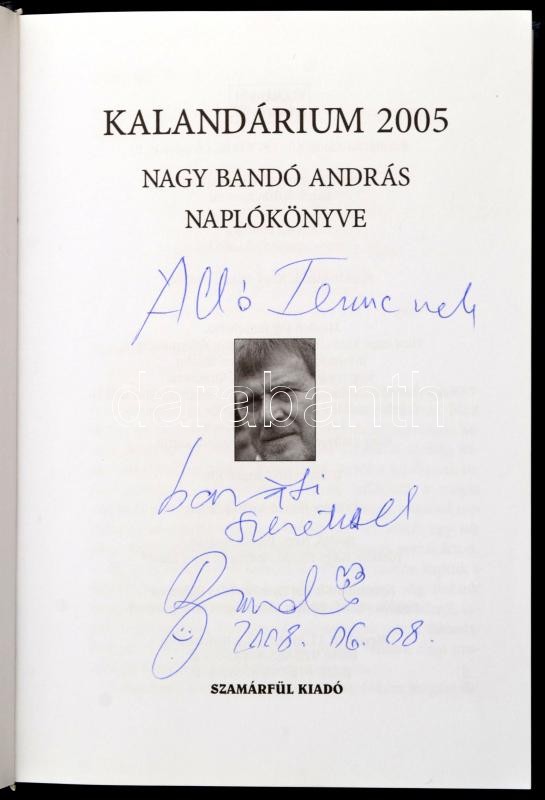 KALANDÁRIUM 2005
NAGY BANDÓ ANDRÁS
NAPLÓKÖNYVE
Alló Ferencnek
darabanth
baráti
szeretettel
Bandó
2008. 06. 08.
SZAMÁRFÜL KIADÓ